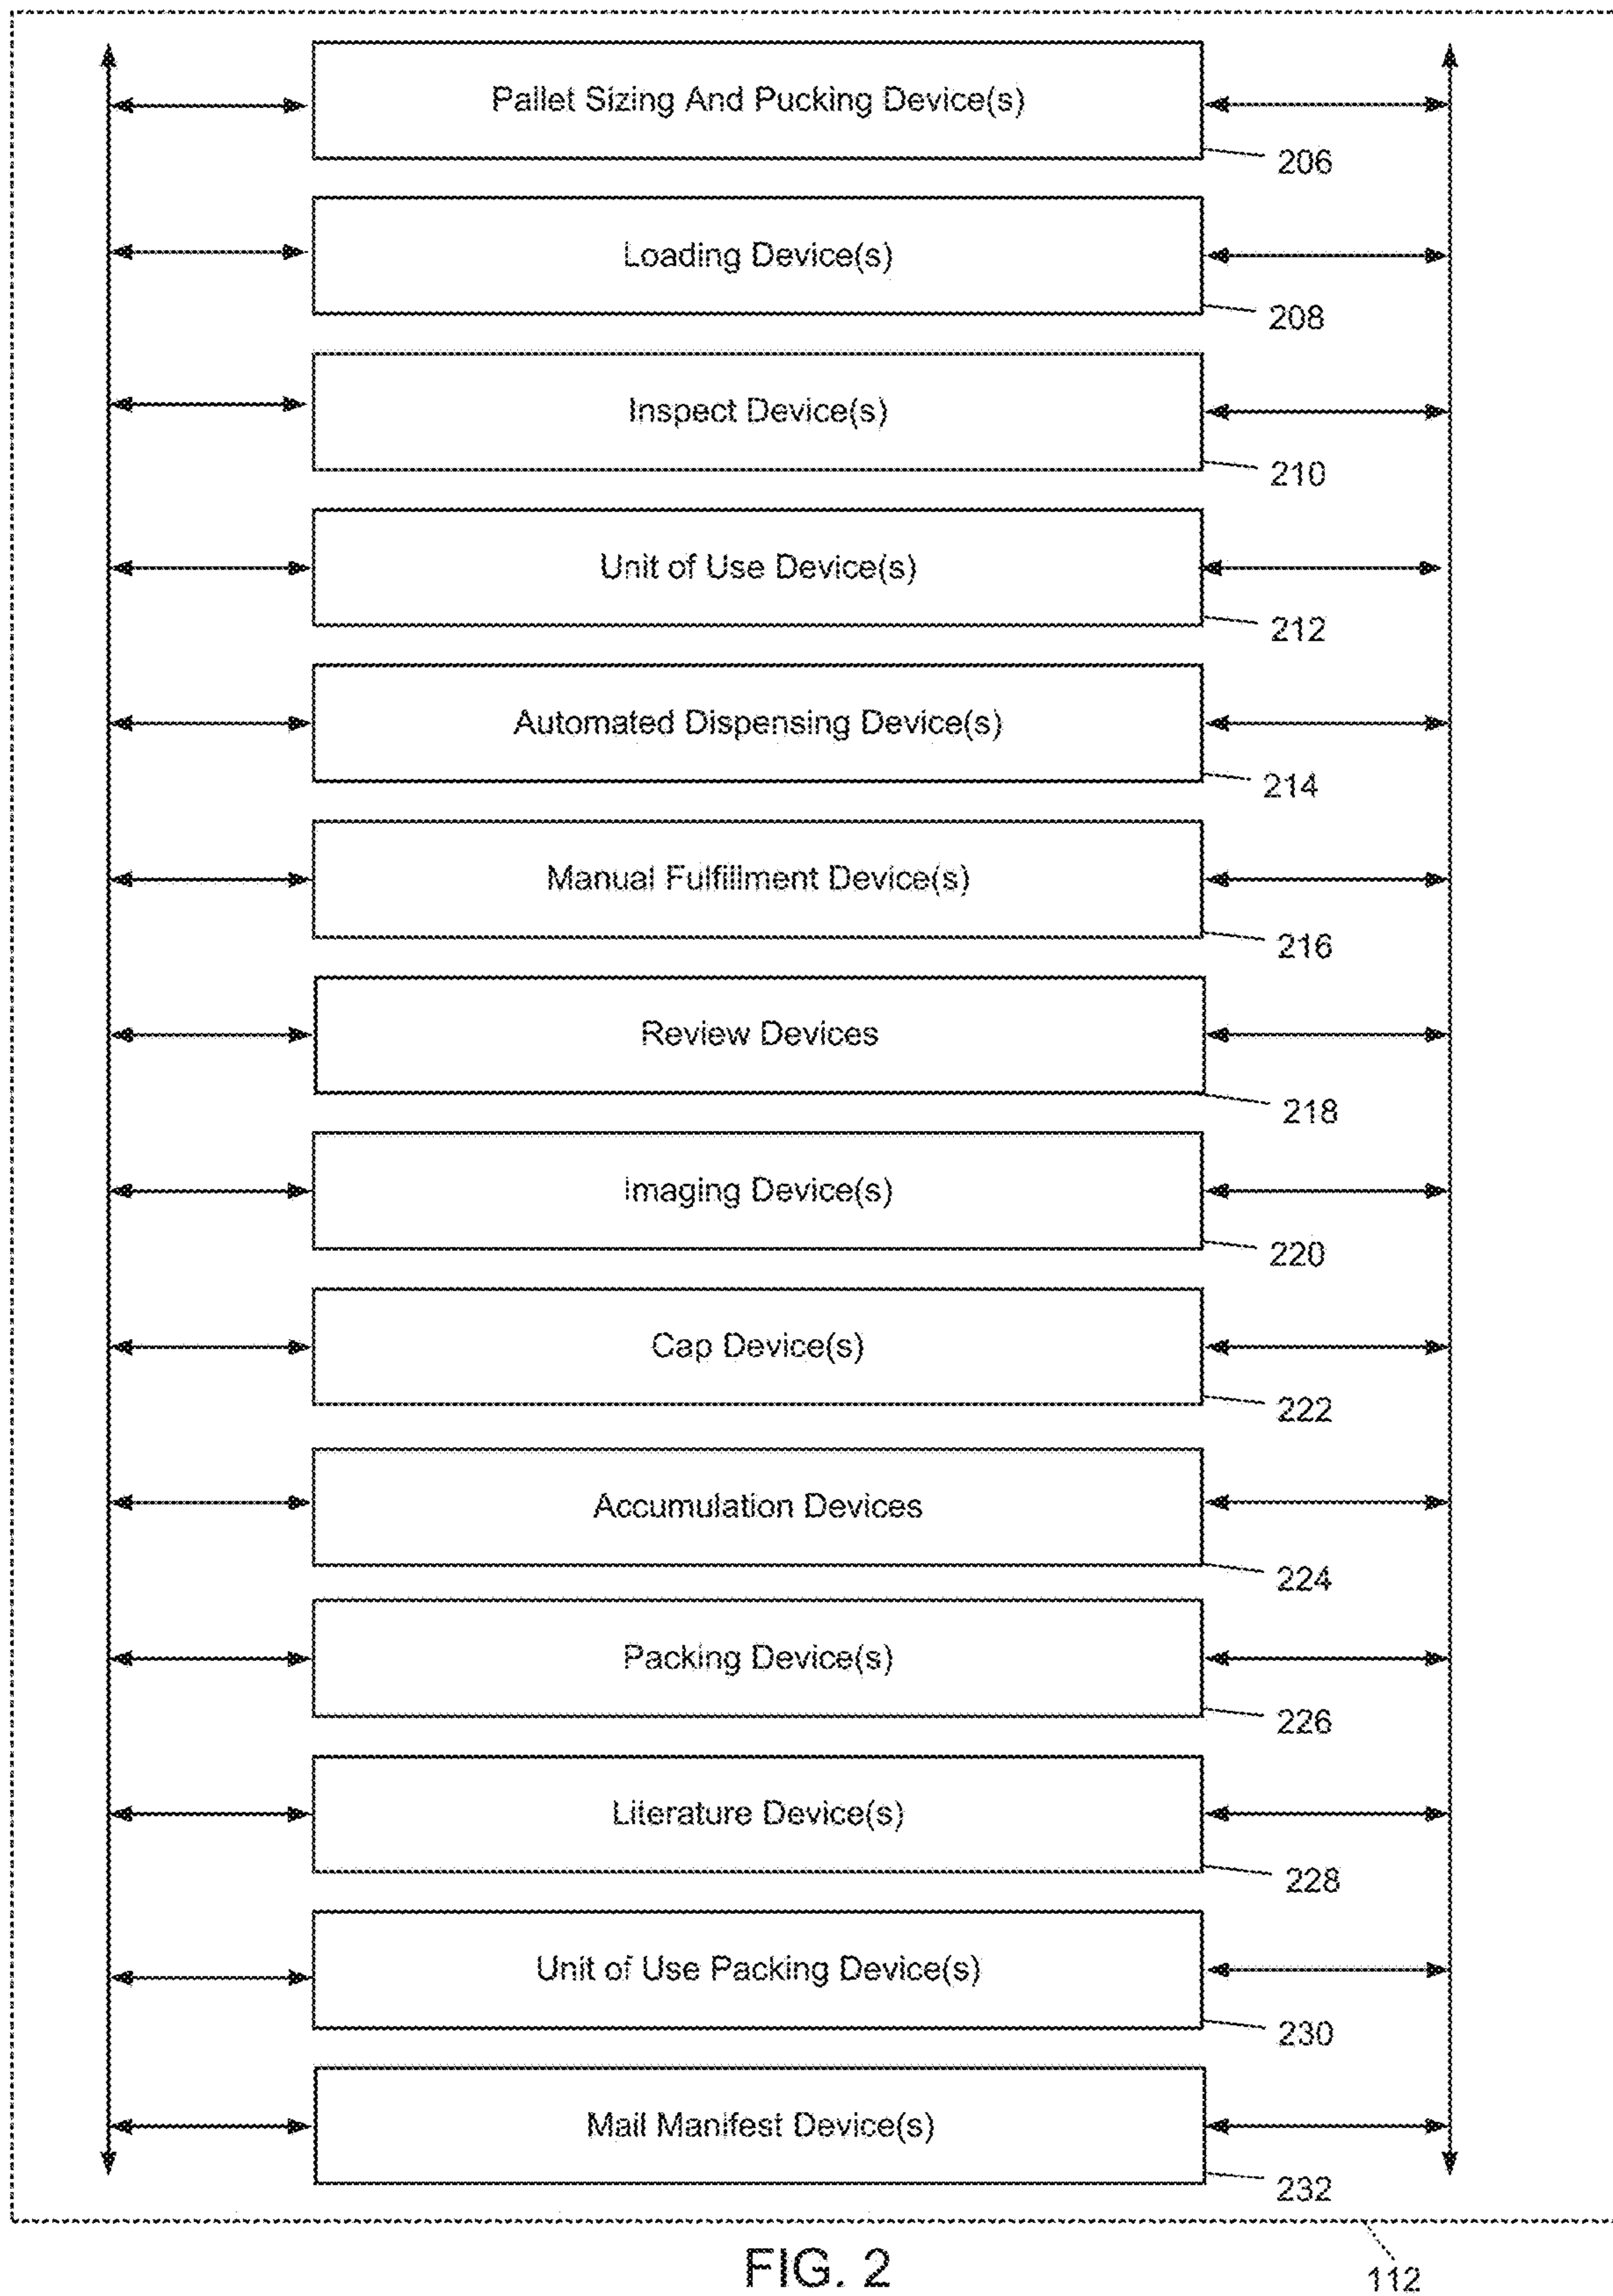 Pallet Sizing And Pucking Device(s)
206
Loading Device(s)
208
Inspect Device(s)
210
Unit of Use Device(s)
212
Automated Dispensing Device(s)
214
Manual Fulfillment Device(s)
216
Review Devices
218
Imaging Device(s)
220
Cap Device(s)
222
Accumulation Devices
224
Packing Device(s)
226
Literature Device(s)
228
Unit of Use Packing Device(s)
230
Mail Manifest Device(s)
232
FIG. 2
112